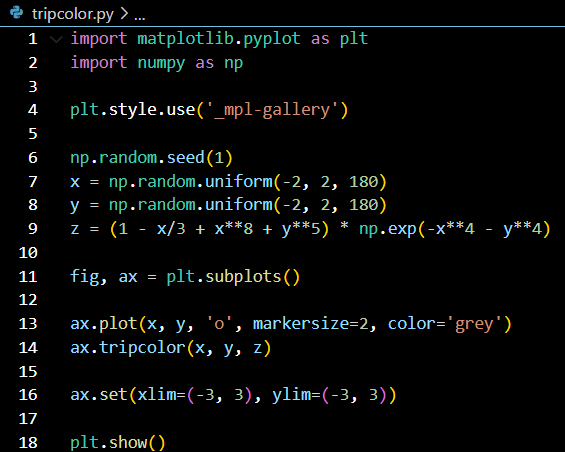 tripcolor.py > ...
1 import matplotlib.pyplot as plt
2 import numpy as np
3
4 plt.style.use('_mpl-gallery')
5
6 np.random.seed(1)
7 x = np.random.uniform(-2, 2, 180)
8 y = np.random.uniform(-2, 2, 180)
9 z = (1 - x/3 + x**8 + y**5) * np.exp(-x**4 - y**4)
10
11 fig, ax = plt.subplots()
12
13 ax.plot(x, y, 'o', markersize=2, color='grey')
14 ax.tripcolor(x, y, z)
15
16 ax.set(xlim=(-3, 3), ylim=(-3, 3))
17
18 plt.show()